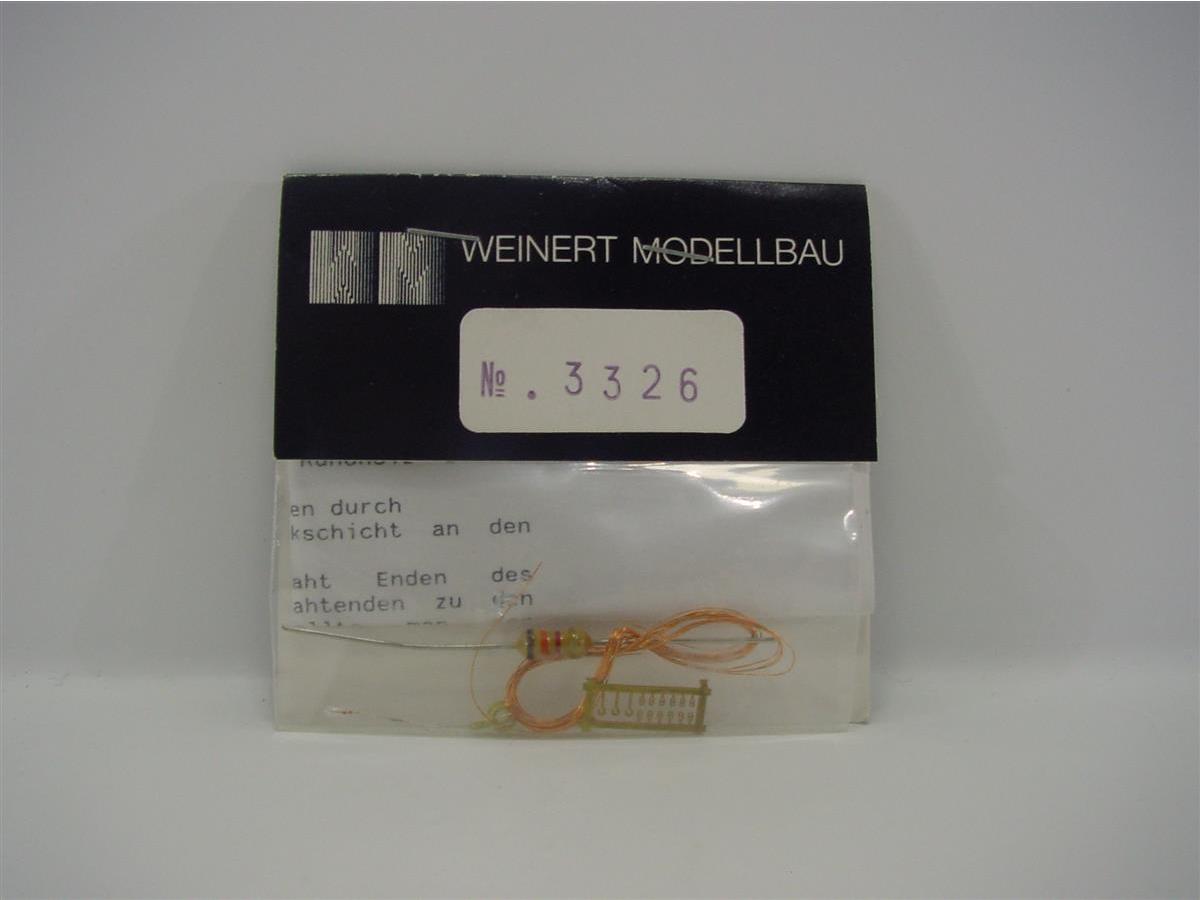 WEINERT MODELLBAU
№. 3326
en durch
kschicht an den
aht Enden des
ahtenden zu den